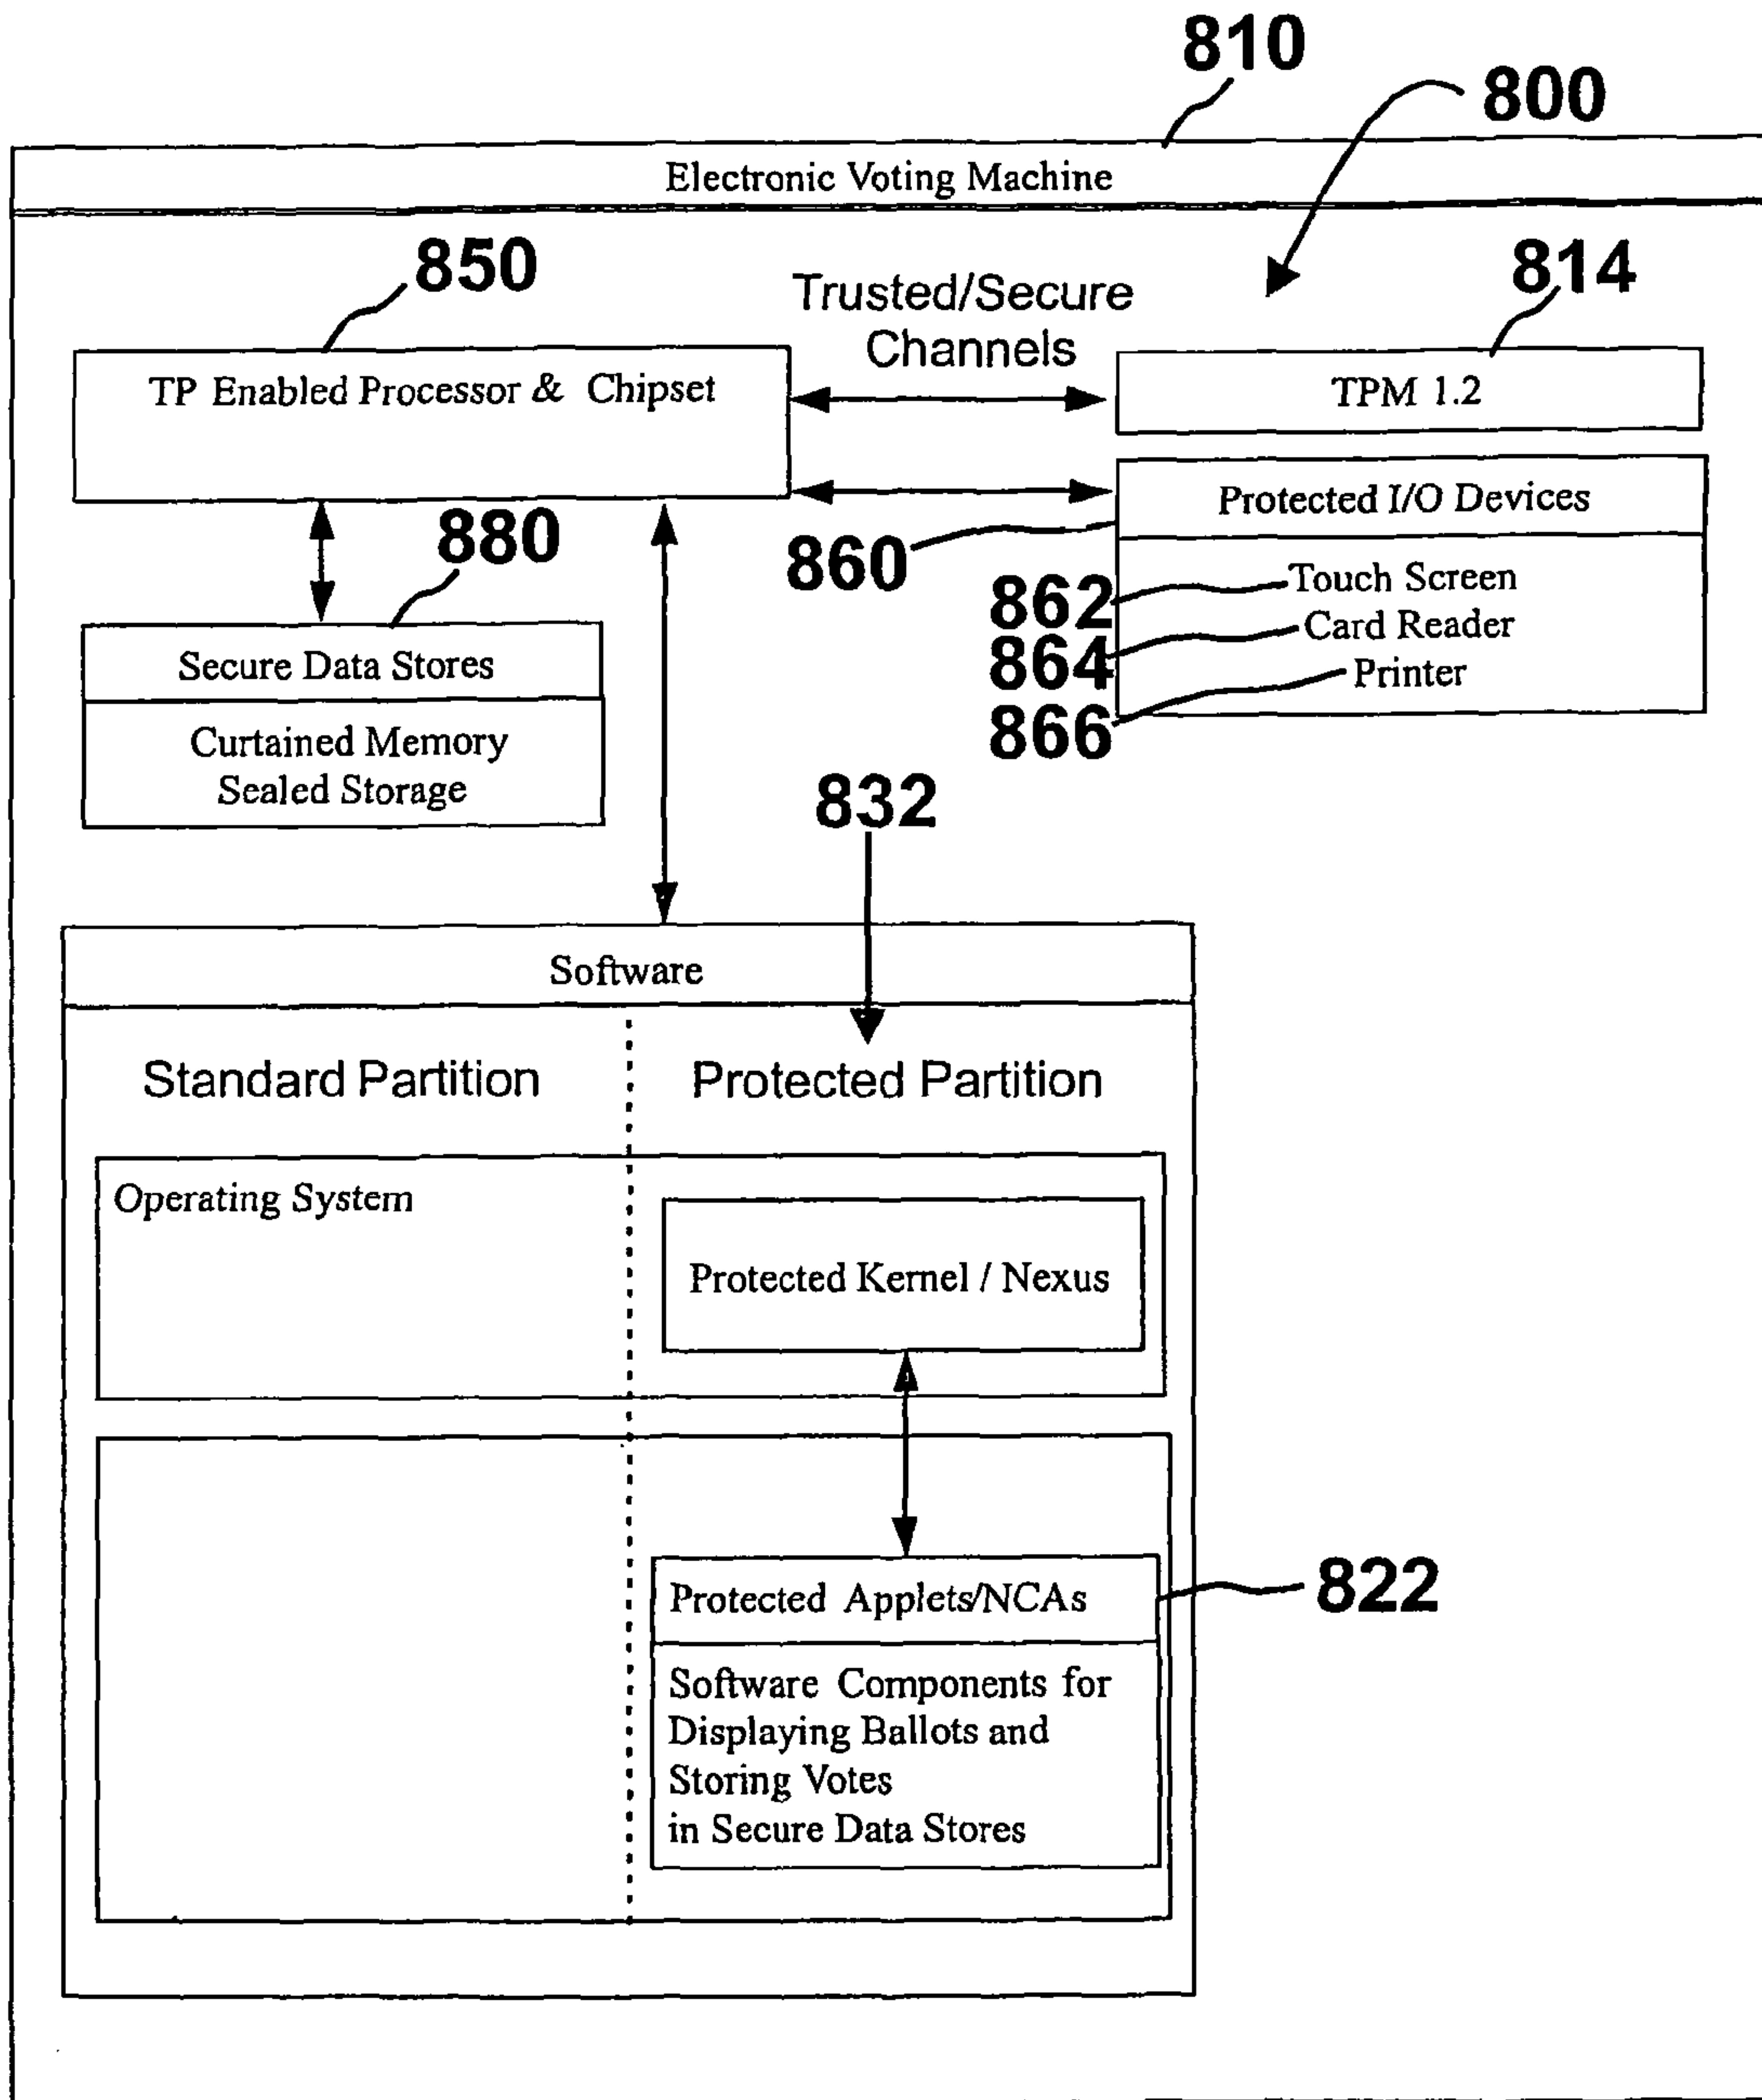 810
800
Electronic Voting Machine
850
Trusted/Secure
Channels
814
TP Enabled Processor & Chipset
TPM 1.2
Protected I/O Devices
880
860
862
Touch Screen
864
Card Reader
866
Printer
Secure Data Stores
Curtained Memory
Sealed Storage
832
Software
Standard Partition
Protected Partition
Operating System
Protected Kernel / Nexus
Protected Applets/NCAs
822
Software Components for
Displaying Ballots and
Storing Votes
in Secure Data Stores